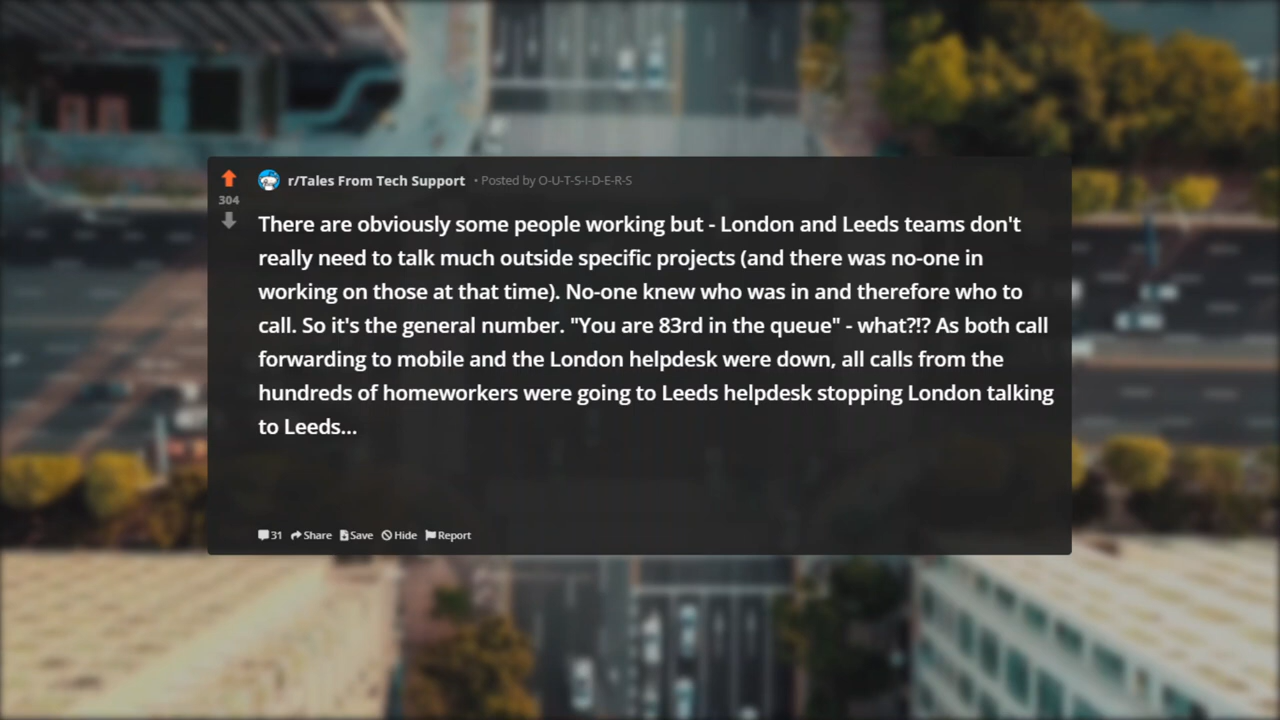 r/Tales From Tech Support • Posted by O-U-T-S-I-D-E-R-S
304
There are obviously some people working but - London and Leeds teams don't
really need to talk much outside specific projects (and there was no-one in
working on those at that time). No-one knew who was in and therefore who to
call. So it's the general number. "You are 83rd in the queue" - what?!? As both call
forwarding to mobile and the London helpdesk were down, all calls from the
hundreds of homeworkers were going to Leeds helpdesk stopping London talking
to Leeds...
31 Share Save Hide Report